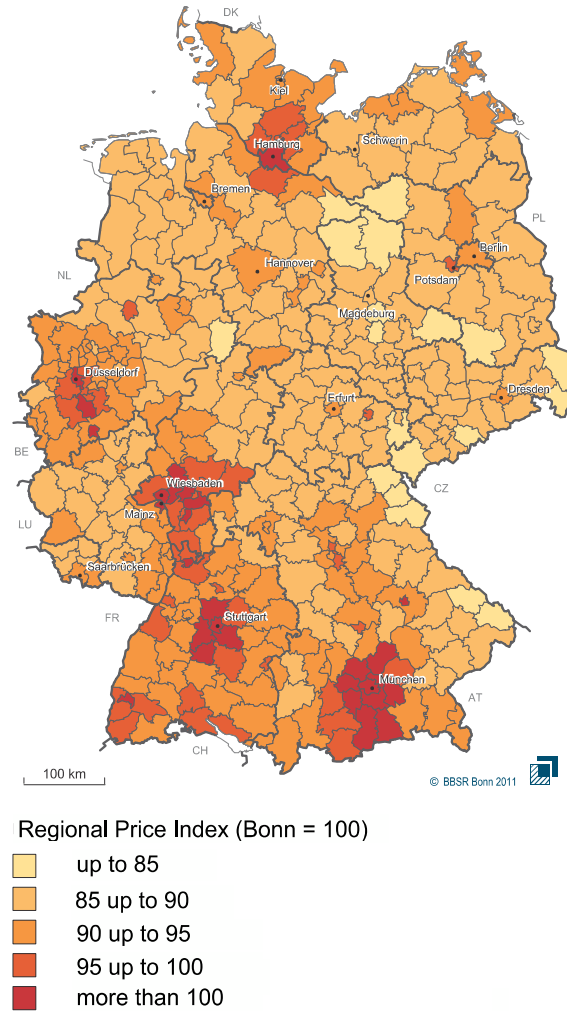 DK
Kiel
Hamburg
Schwerin
Bremen
PL
Berlin
Hannover
Potsdam
NL
Magdeburg
Düsseldorf
Dresden
Erfurt
BE
Wiesbaden
CZ
Mainz
LU
Saarbrücken
FR
Stuttgart
München
AT
CH
100 km
© BBSR Bonn 2011
Regional Price Index (Bonn = 100)
up to 85
85 up to 90
90 up to 95
95 up to 100
more than 100